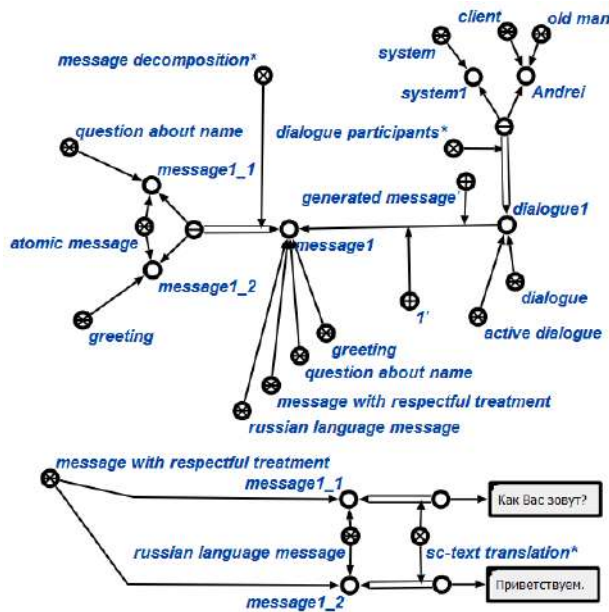 client
old man
system
message decomposition*
system1
Andrei
question about name
dialogue participants*
message1_1
generated message'
dialogue1
atomic message
message1
message1_2
dialogue
greeting
1'
active dialogue
greeting
question about name
message with respectful treatment
russian language message
message with respectful treatment
message1_1
Как Вас зовут?
russian language message
sc-text translation*
Приветствуем.
message1_2